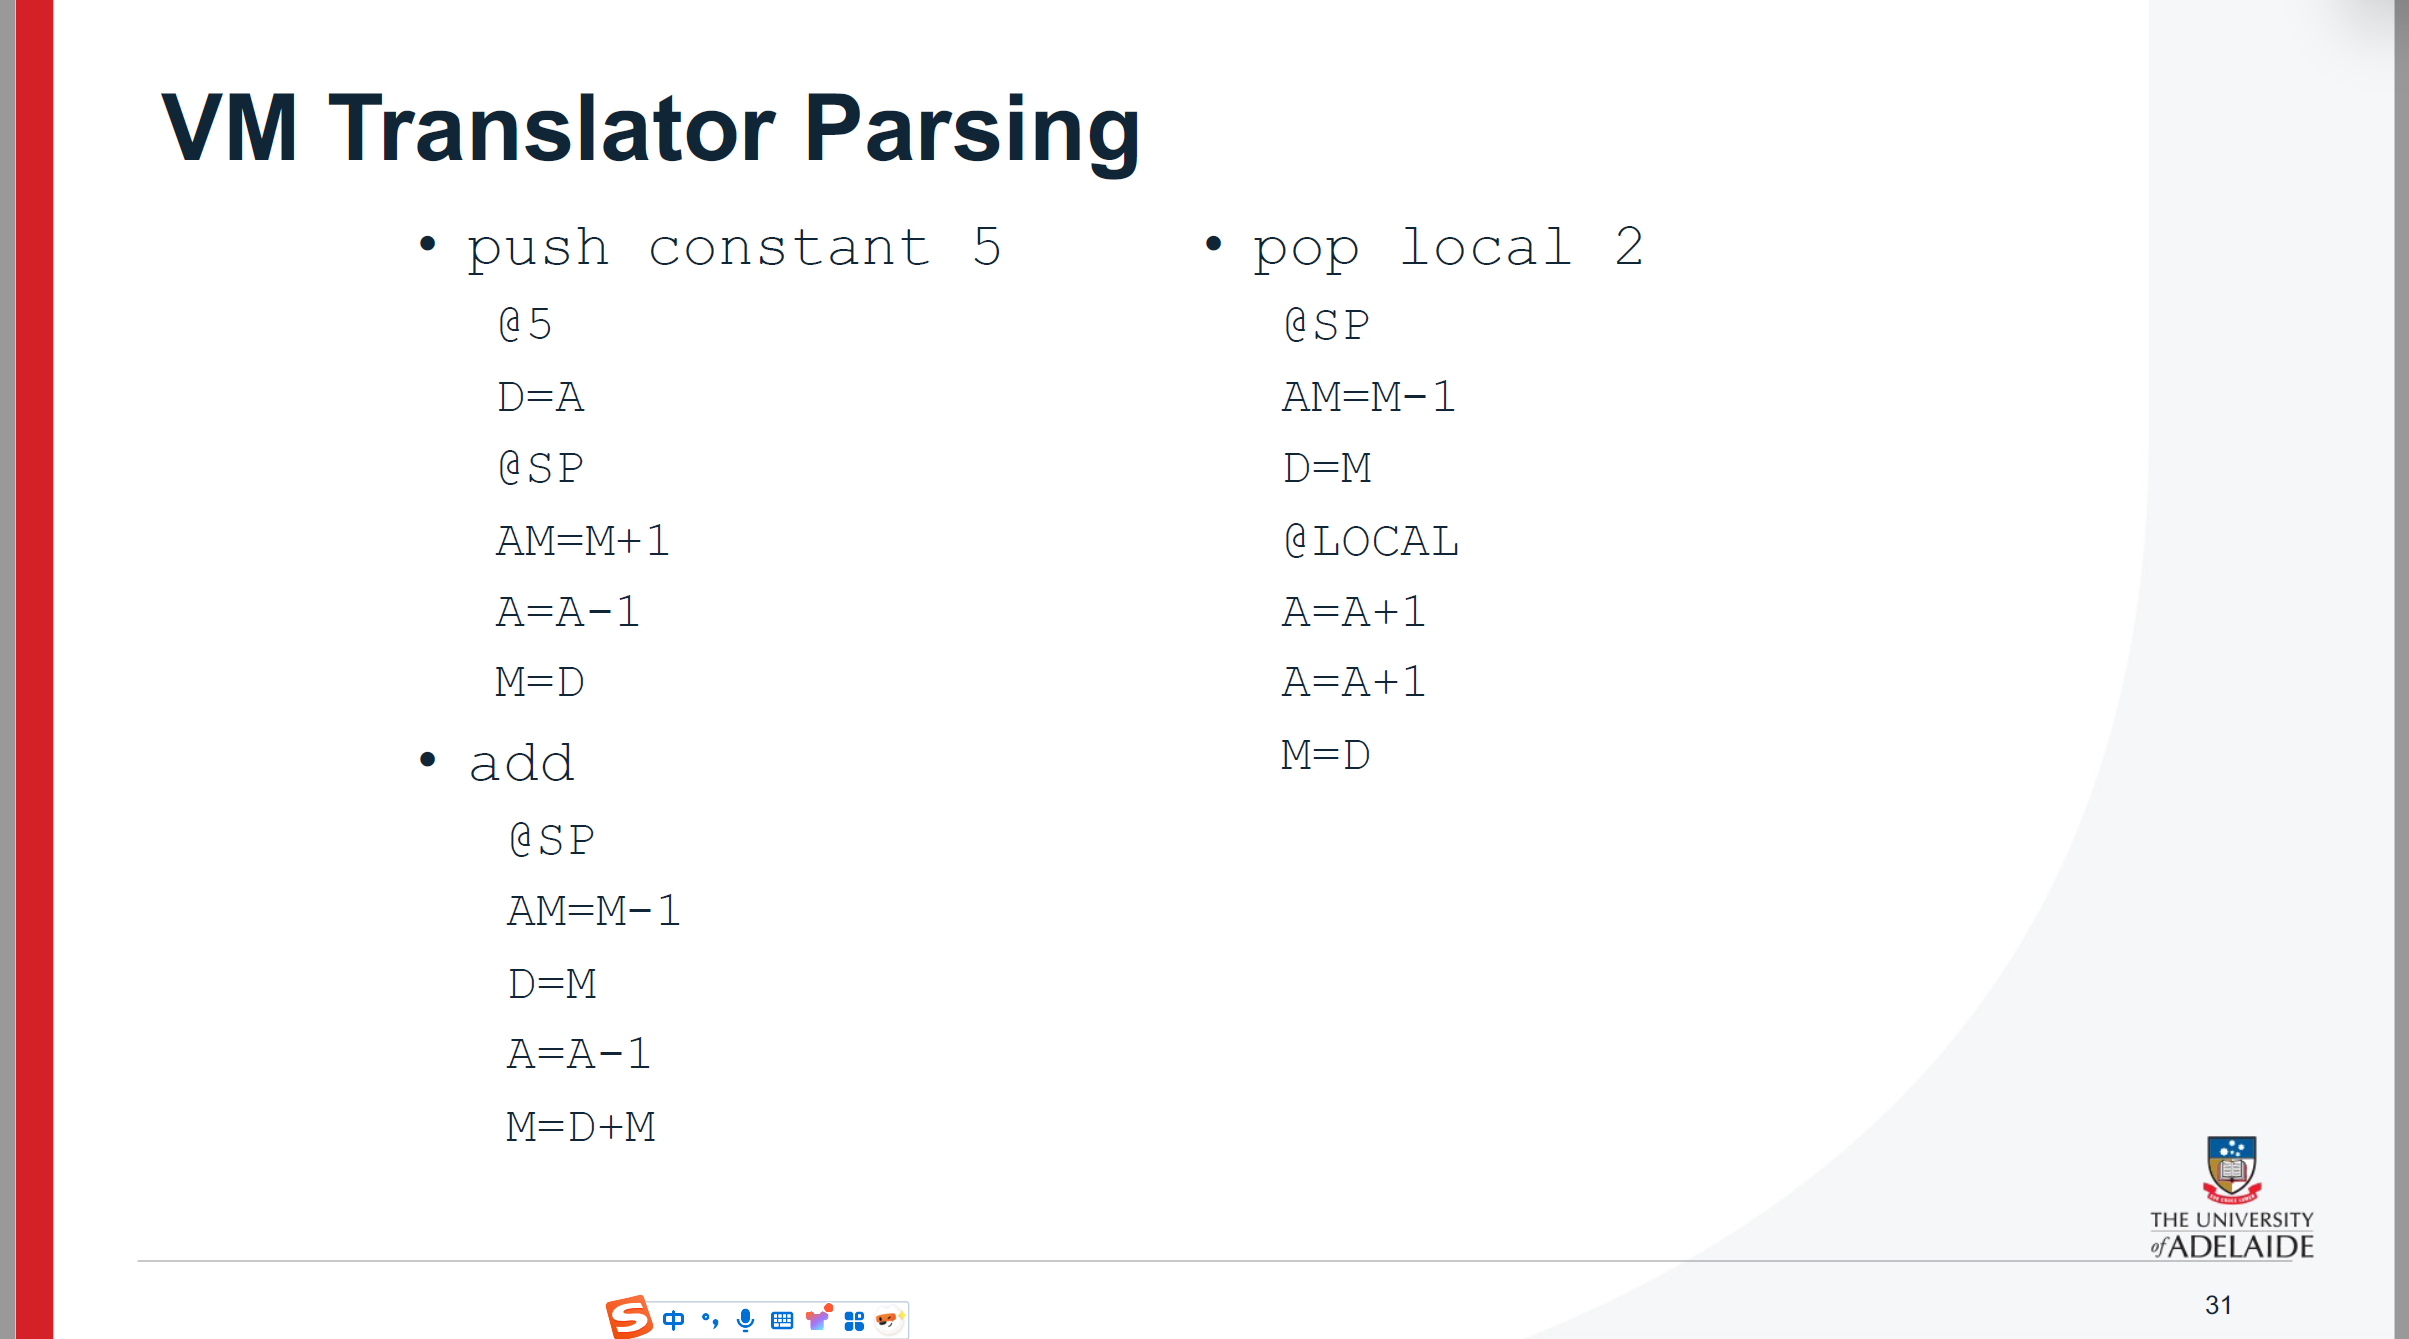 VM Translator Parsing
• push constant 5
@5
D=A
@SP
AM=M+1
A=A-1
M=D
• add
@SP
AM=M-1
D=M
A=A-1
M=D+M
• pop local 2
@SP
AM=M-1
D=M
@LOCAL
A=A+1
A=A+1
M=D
THE UNIVERSITY
of ADELAIDE
31
S 中 °,